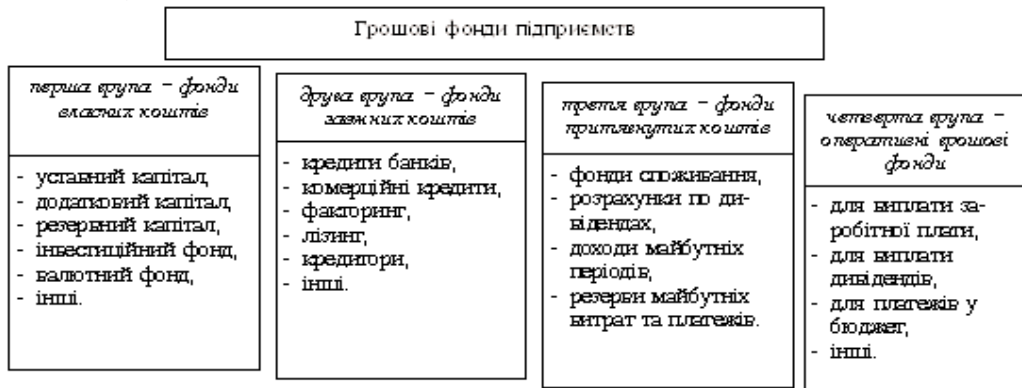 Грошові фонди підприємств
перша група – фонди
власних коштів
- уставний капітал,
- додатковий капітал,
- резервний капітал,
- інвестиційний фонд,
- валютний фонд,
- інші.
друга група – фонди
заємних коштів
- кредити банків,
- комерційні кредити,
- факторинг,
- лізинг,
- кредитори,
- інші.
третя група – фонди
притягнутих коштів
- фонди споживання,
- розрахунки по ди-
відендах,
- доходи майбутніх
періодів,
- резерви майбутніх
витрат та платежів.
четверта група –
оперативні грошові
фонди
- для виплати за-
робітної плати,
- для виплати
дивідендів,
- для платежів у
бюджет,
- інші.